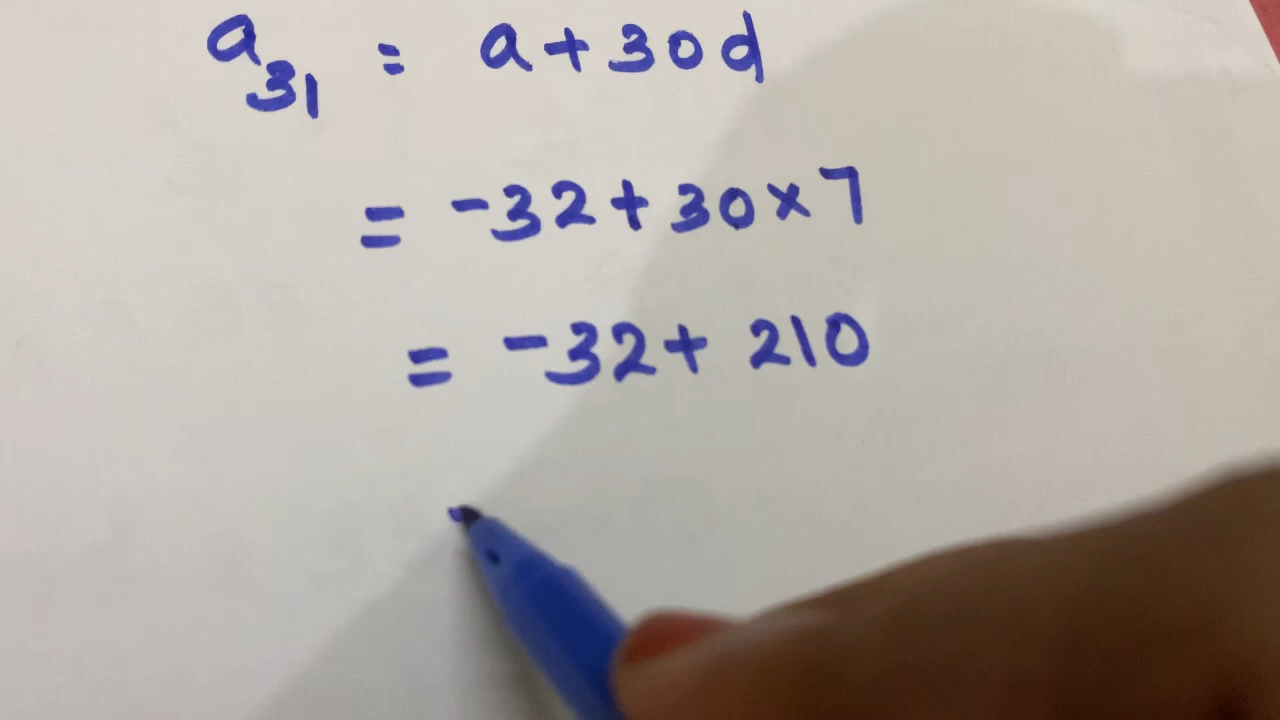 a₃₁ = a+30d
= -32+30×7
= -32+ 210